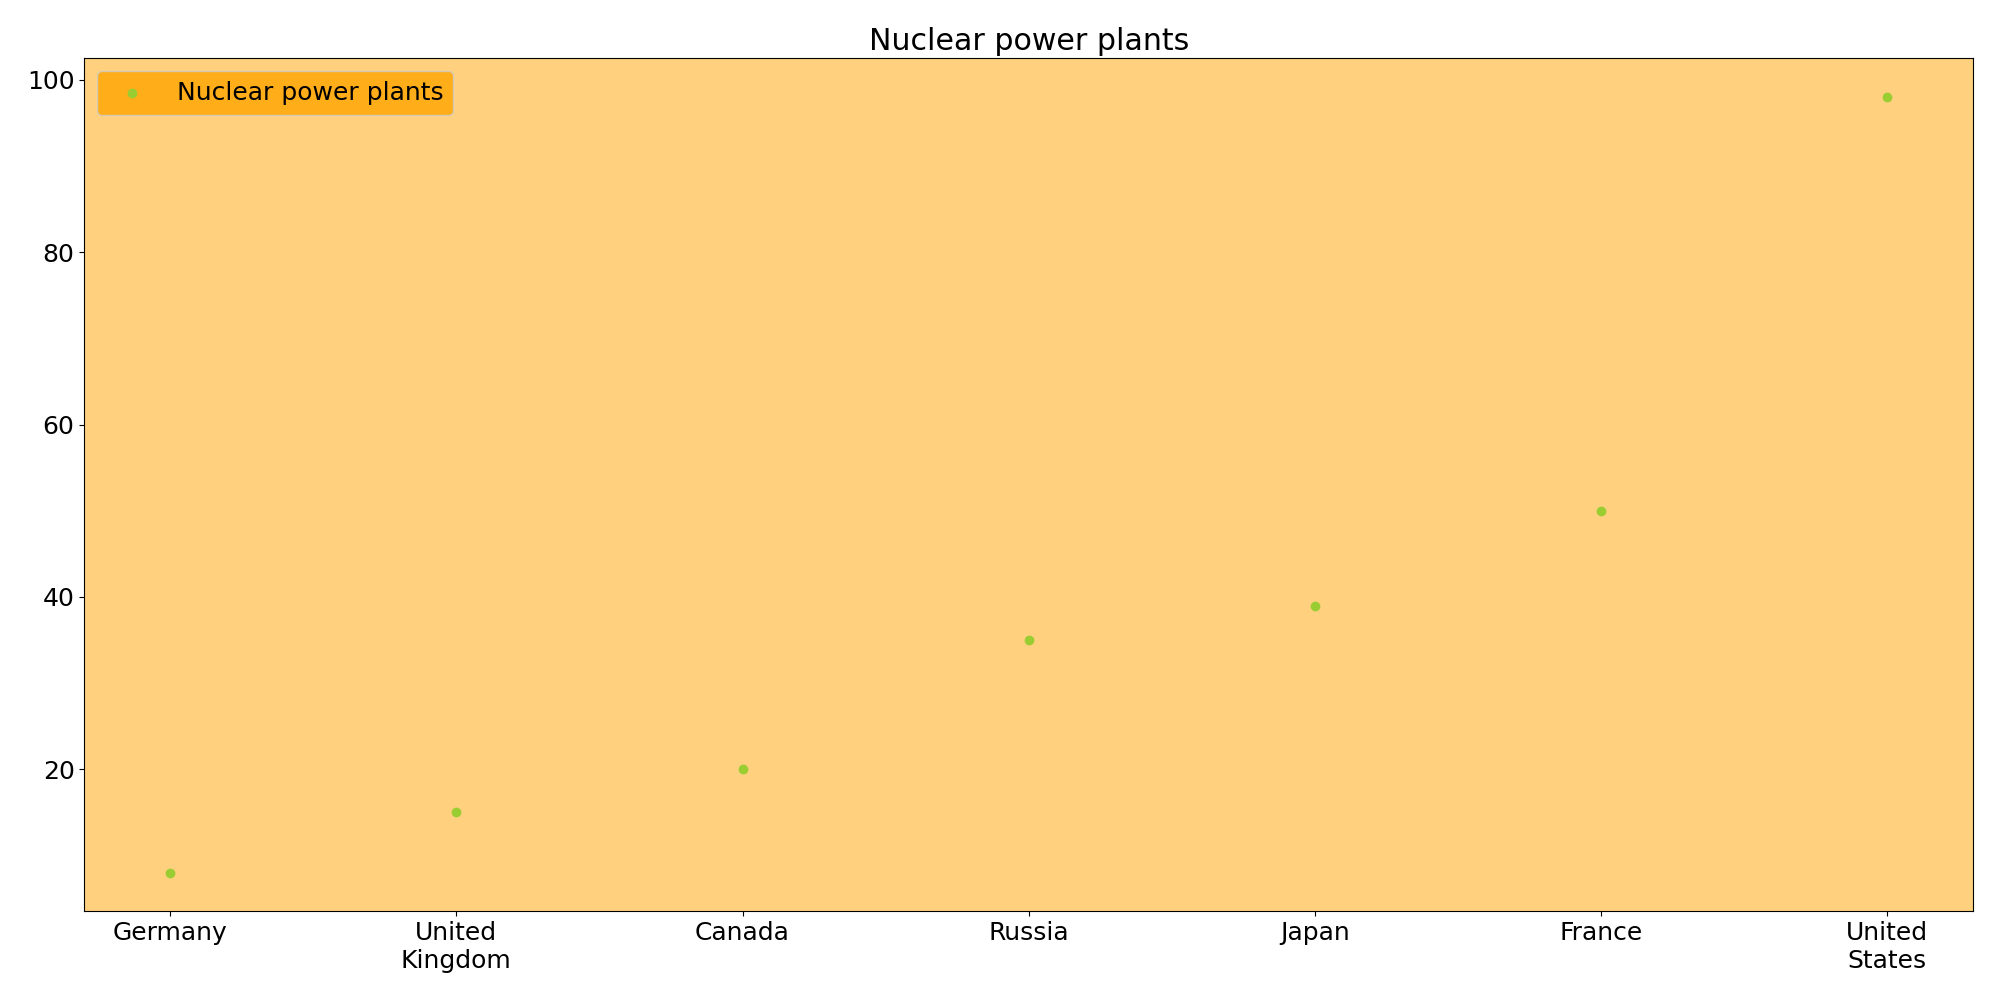 Nuclear power plants
Nuclear power plants
100
80
60
40
20
Germany
United
Kingdom
Canada
Russia
Japan
France
United
States